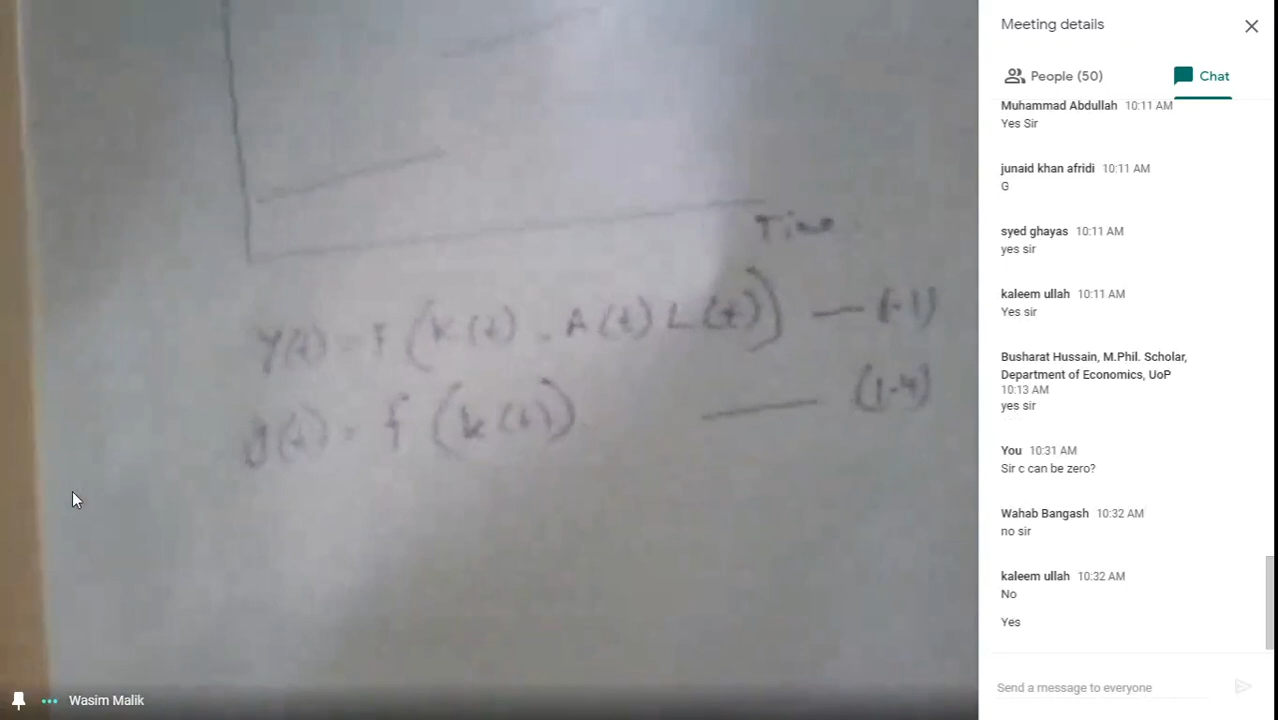 Time
Y(t) = F (K(t) . A(t) L(t)) — (-1)
y(t) = f (k(t)) — (1-4)
Wasim Malik
Meeting details
People (50)
Chat
Muhammad Abdullah 10:11 AM
Yes Sir
junaid khan afridi 10:11 AM
G
syed ghayas 10:11 AM
yes sir
kaleem ullah 10:11 AM
Yes sir
Busharat Hussain, M.Phil. Scholar,
Department of Economics, UoP
10:13 AM
yes sir
You 10:31 AM
Sir c can be zero?
Wahab Bangash 10:32 AM
no sir
kaleem ullah 10:32 AM
No
Yes
Send a message to everyone